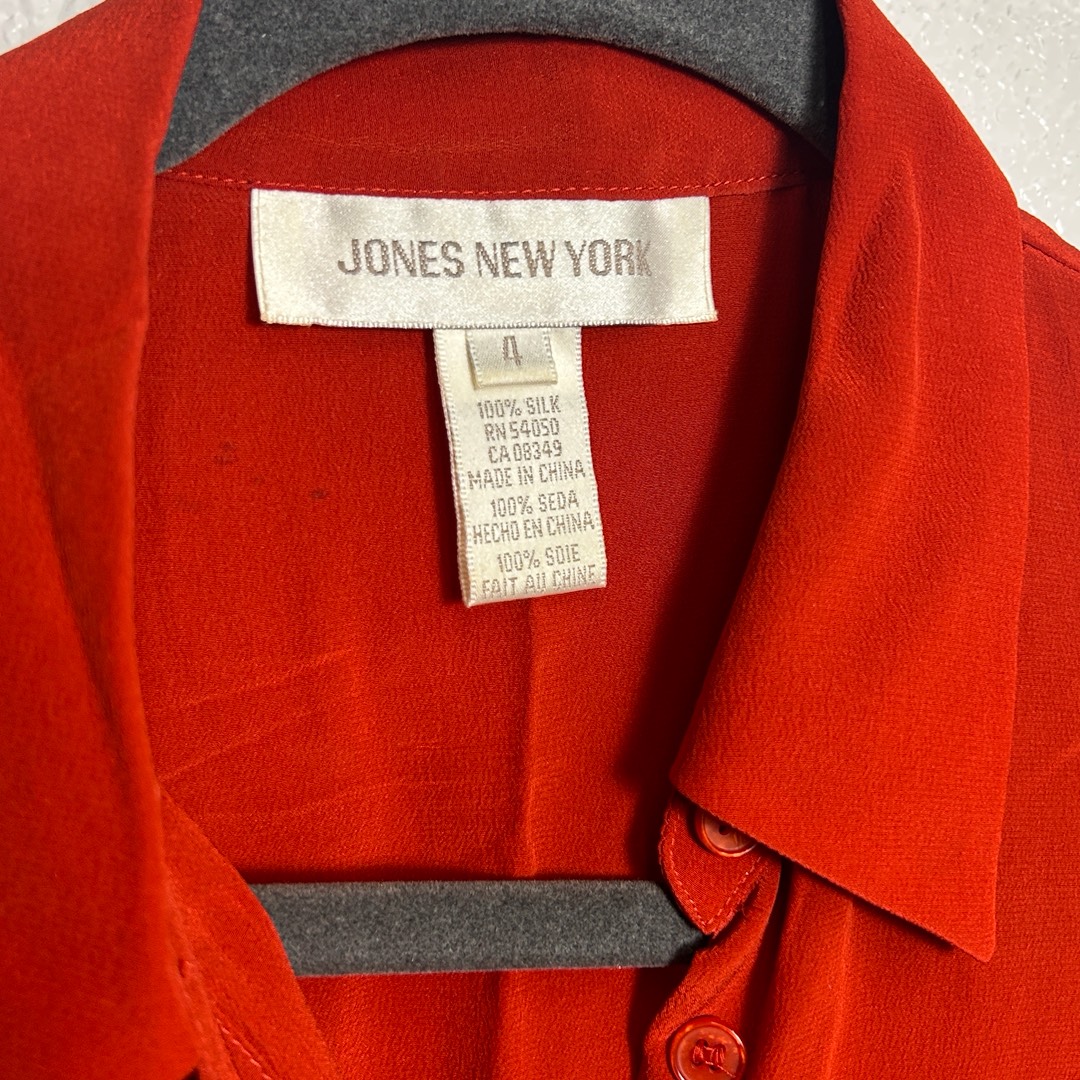 JONES NEW YORK
4
100% SILK
RN 54050
CA 08349
MADE IN CHINA
100% SEDA
HECHO EN CHINA
100% SOIE
FAIT AU CHINE